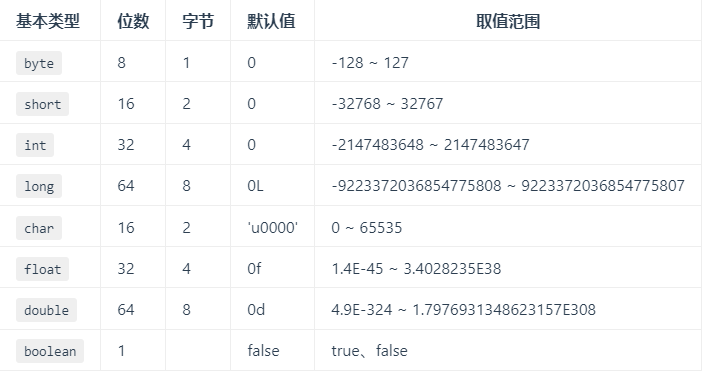 基本类型 位数 字节 默认值 取值范围
byte 8 1 0 -128 ~ 127
short 16 2 0 -32768 ~ 32767
int 32 4 0 -2147483648 ~ 2147483647
long 64 8 0L -9223372036854775808 ~ 9223372036854775807
char 16 2 'u0000' 0 ~ 65535
float 32 4 0f 1.4E-45 ~ 3.4028235E38
double 64 8 0d 4.9E-324 ~ 1.7976931348623157E308
boolean 1 false true、false